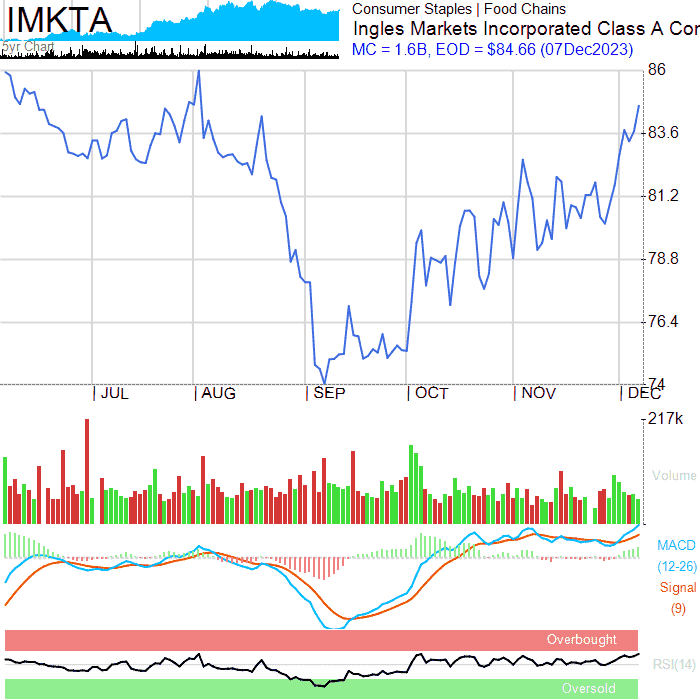 IMKTA
5yr Chart
Consumer Staples | Food Chains
Ingles Markets Incorporated Class A Cor
MC = 1.6B, EOD = $84.66 (07Dec2023)
86
83.6
81.2
78.8
76.4
74
JUL
AUG
SEP
OCT
NOV
DEC
217k
Volume
MACD
(12-26)
Signal
(9)
Overbought
RSI(14)
Oversold